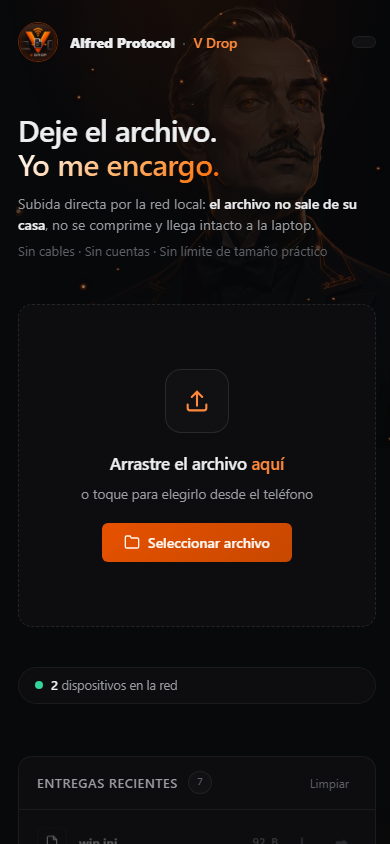 Alfred Protocol · V Drop
Deje el archivo.
Yo me encargo.
Subida directa por la red local: el archivo no sale de su
casa, no se comprime y llega intacto a la laptop.
Sin cables · Sin cuentas · Sin límite de tamaño práctico
Arrastre el archivo aquí
o toque para elegirlo desde el teléfono
Seleccionar archivo
2 dispositivos en la red
ENTREGAS RECIENTES 7 Limpiar
win.ini 92 B